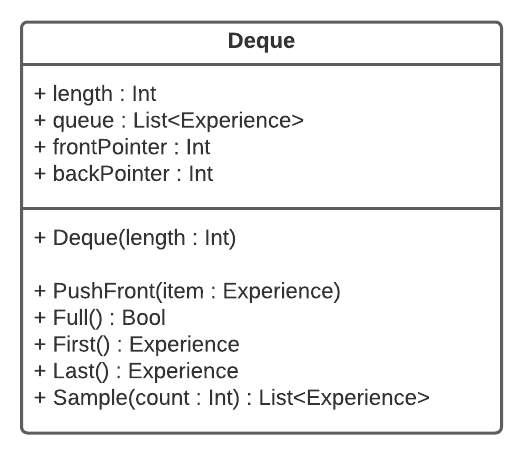 Deque
+ length : Int
+ queue : List<Experience>
+ frontPointer : Int
+ backPointer : Int
+ Deque(length : Int)
+ PushFront(item : Experience)
+ Full() : Bool
+ First() : Experience
+ Last() : Experience
+ Sample(count : Int) : List<Experience>